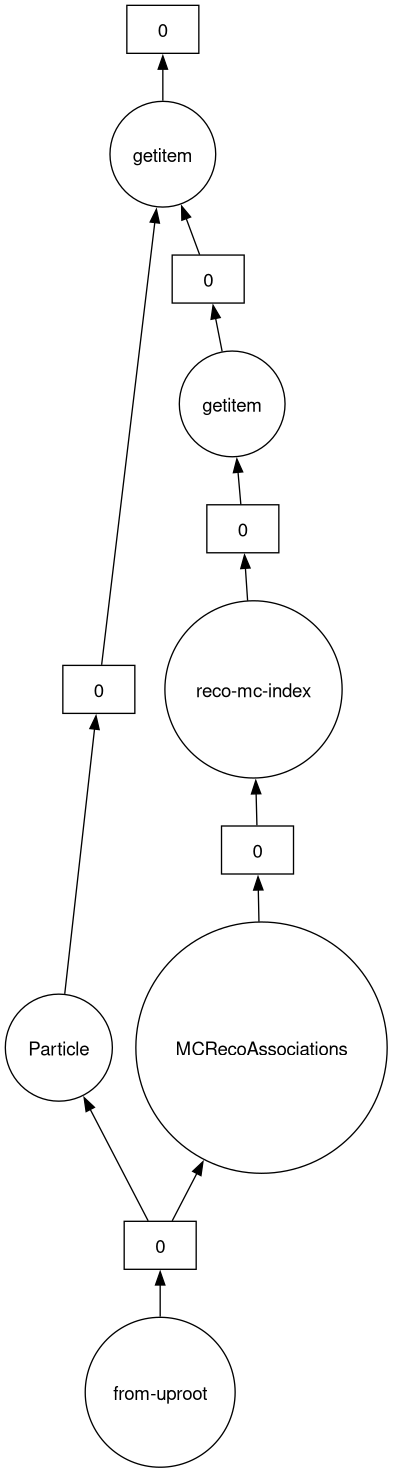 0
getitem
0
getitem
0
reco-mc-index
0
0
Particle
MCRecoAssociations
0
from-uproot